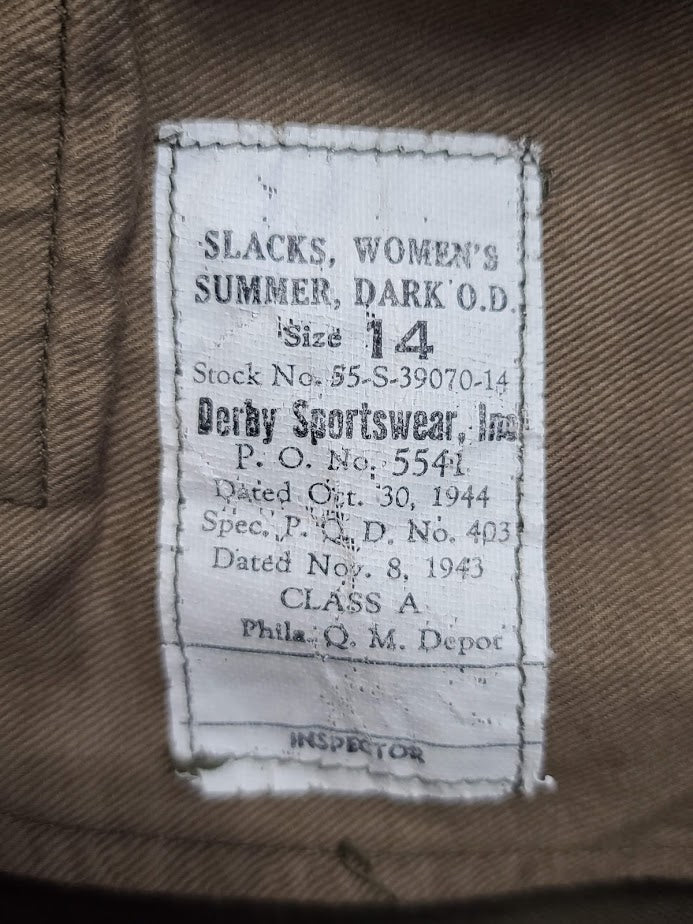 SLACKS, WOMEN'S
SUMMER, DARK O.D.
Size 14
Stock No. 55-S-39070-14
Derby Sportswear, Inc
P. O. No. 5541
Dated Oct. 30, 1944
Spec. P. Q. D. No. 403
Dated Nov. 8, 1943
CLASS A
Phila. Q. M. Depot
INSPECTOR